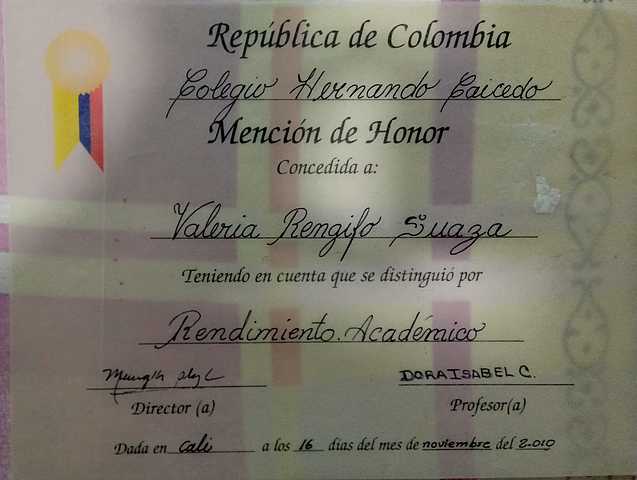 República de Colombia
Colegio Hernando Caicedo
Mención de Honor
Concedida a:
Valeria Rengifo Suaza
Teniendo en cuenta que se distinguió por
Rendimiento Académico
DORA ISABEL C.
Director (a) Profesor(a)
Dada en Cali a los 16 dias del mes de noviembre del 2.010